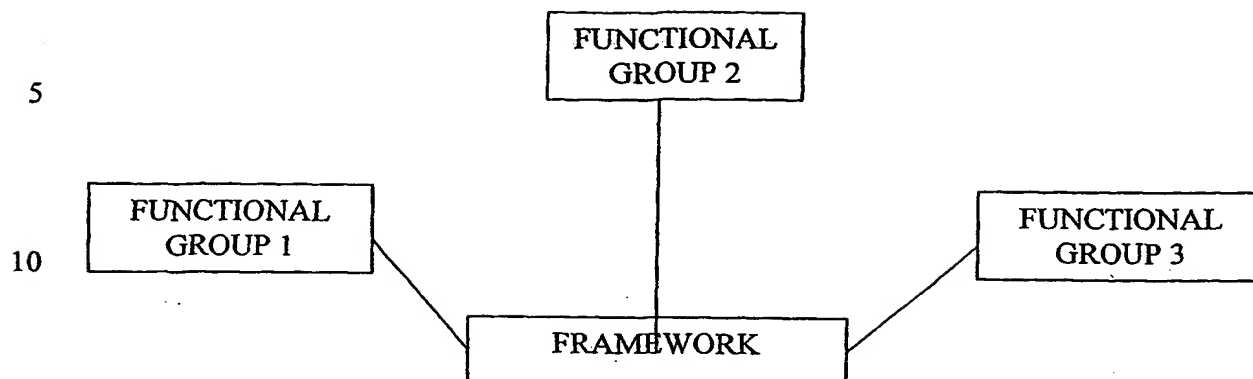 FUNCTIONAL
GROUP 2
5
FUNCTIONAL
GROUP 1
FUNCTIONAL
GROUP 3
10
FRAMEWORK